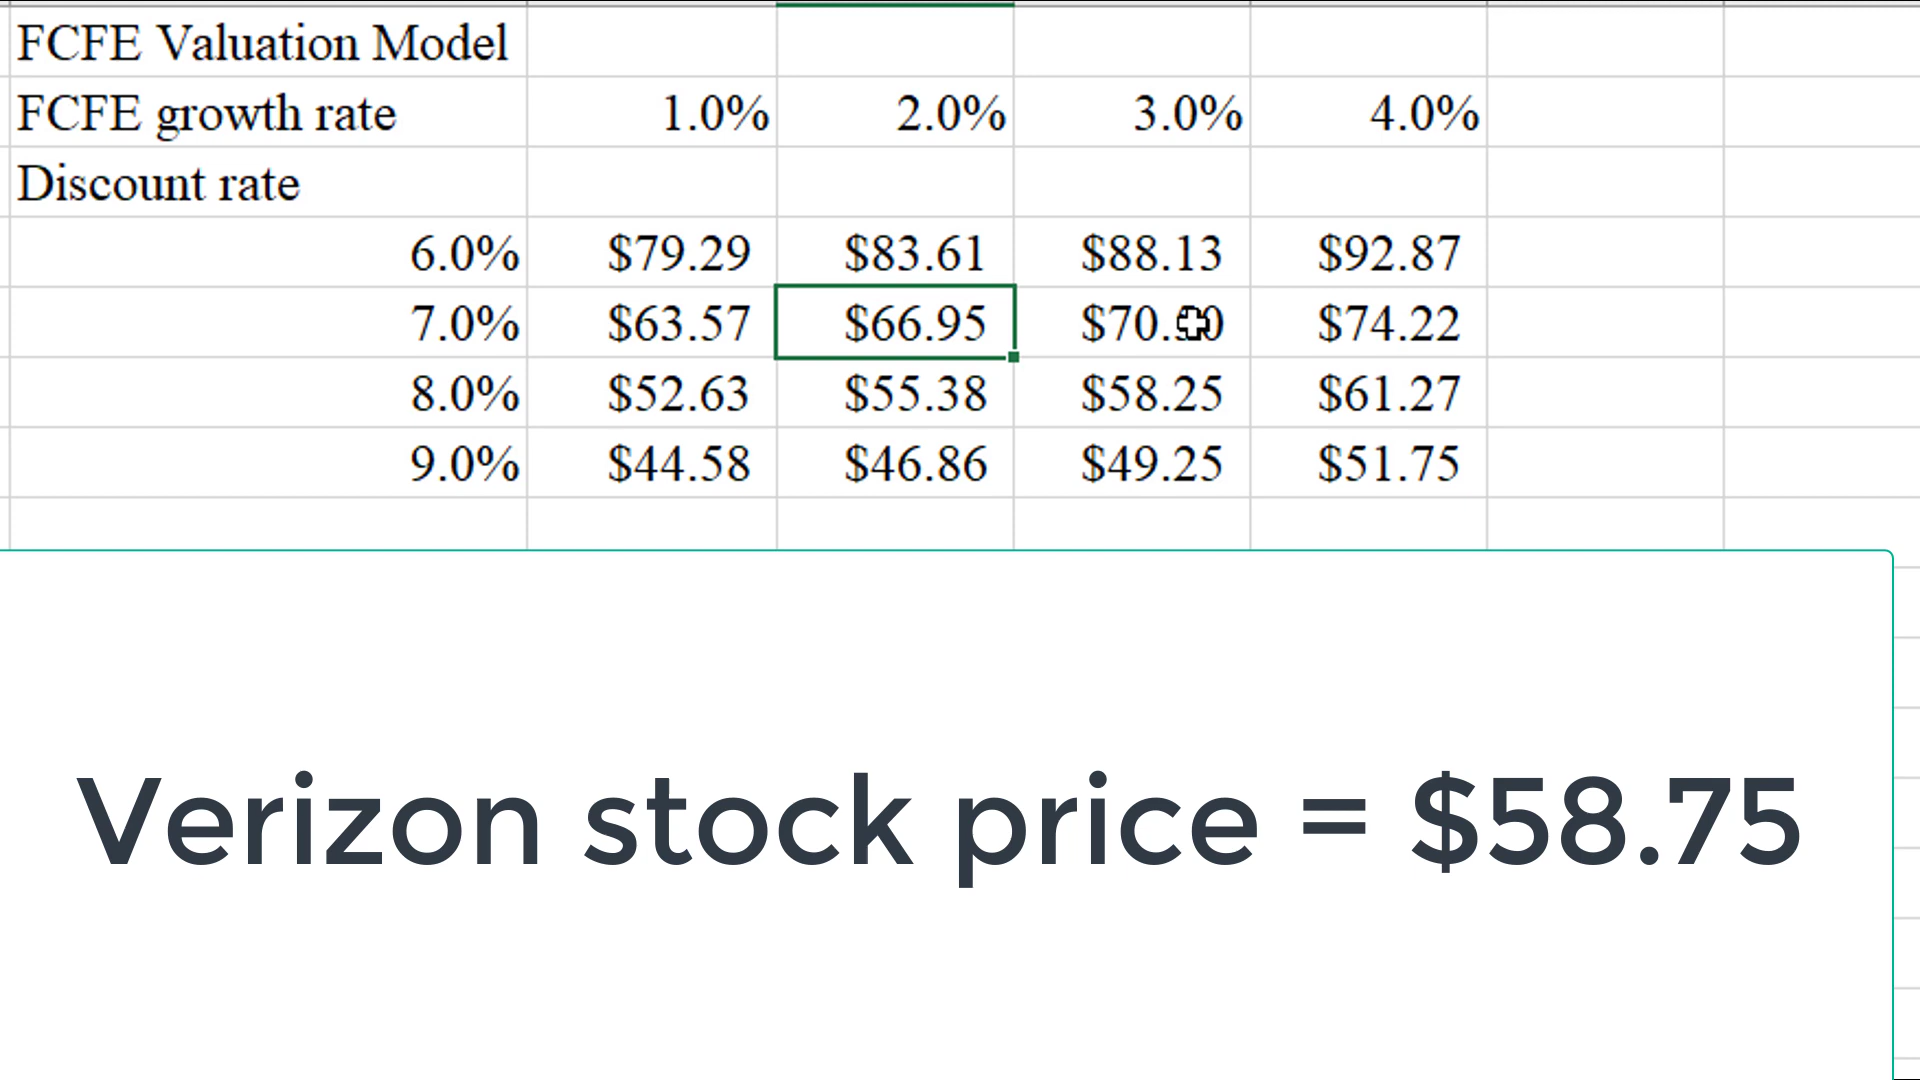 FCFE Valuation Model
FCFE growth rate 1.0% 2.0% 3.0% 4.0%
Discount rate
6.0% $79.29 $83.61 $88.13 $92.87
7.0% $63.57 $66.95 $74.22
8.0% $52.63 $55.38 $58.25 $61.27
9.0% $44.58 $46.86 $49.25 $51.75
Verizon stock price = $58.75